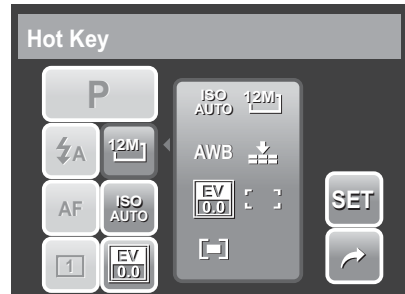 Hot Key
P
A 12M ISO AUTO 12M
AWB
AF ISO AUTO EV 0.0 SET
1 EV 0.0